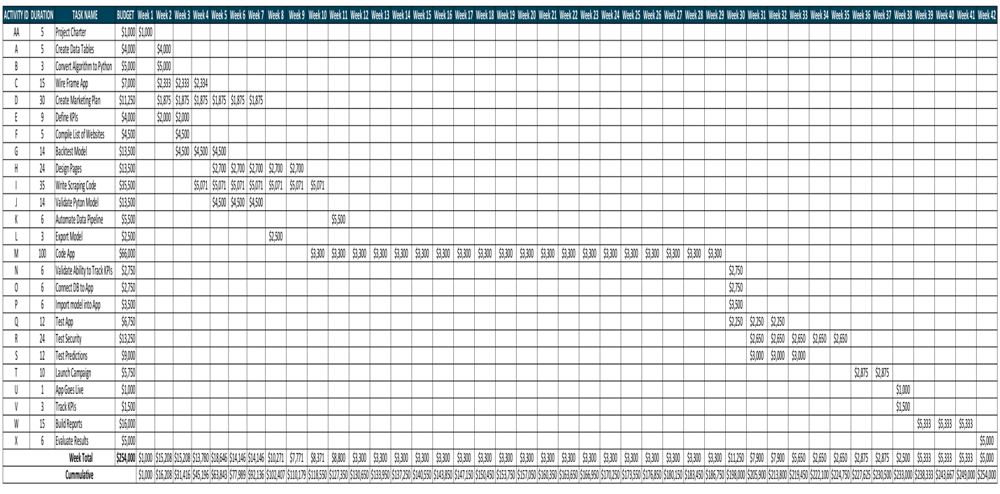 ACTIVITY ID DURATION TASK NAME BUDGET Week 1 Week 2 Week 3 Week 4 Week 5 Week 6 Week 7 Week 8 Week 9 Week 10 Week 11 Week 12 Week 13 Week 14 Week 15 Week 16 Week 17 Week 18 Week 19 Week 20 Week 21 Week 22 Week 23 Week 24 Week 25 Week 26 Week 27 Week 28 Week 29 Week 30 Week 31 Week 32 Week 33 Week 34 Week 35 Week 36 Week 37 Week 38 Week 39 Week 40 Week 41 Week 42
AA 5 Project Charter $1,000 $1,000
A 5 Create Data Tables $4,000 $4,000
B 3 Convert Algorithm to Python $5,000 $5,000
C 15 Wire Frame App $7,000 $2,333 $2,333 $2,334
D 30 Create Marketing Plan $11,250 $1,875 $1,875 $1,875 $1,875 $1,875 $1,875
E 9 Define KPIs $4,000 $2,000 $2,000
F 5 Compile List of Websites $4,500 $4,500
G 14 Backtest Model $13,500 $4,500 $4,500 $4,500
H 24 Design Pages $13,500 $2,700 $2,700 $2,700 $2,700 $2,700
I 35 Write Scraping Code $35,500 $5,071 $5,071 $5,071 $5,071 $5,071 $5,071 $5,071
J 14 Validate Pyton Model $13,500 $4,500 $4,500 $4,500
K 6 Automate Data Pipeline $5,500 $5,500
L 3 Export Model $2,500 $2,500
M 100 Code App $66,000 $3,300 $3,300 $3,300 $3,300 $3,300 $3,300 $3,300 $3,300 $3,300 $3,300 $3,300 $3,300 $3,300 $3,300 $3,300 $3,300 $3,300 $3,300 $3,300 $3,300
N 6 Validate Ability to Track KPIs $2,750 $2,750
O 6 Connect DB to App $2,750 $2,750
P 6 Import model into App $3,500 $3,500
Q 12 Test App $6,750 $2,250 $2,250 $2,250
R 24 Test Security $13,250 $2,650 $2,650 $2,650 $2,650 $2,650
S 12 Test Predictions $9,000 $3,000 $3,000 $3,000
T 10 Launch Campaign $5,750 $2,875 $2,875
U 1 App Goes Live $1,000 $1,000
V 3 Track KPIs $1,500 $1,500
W 15 Build Reports $16,000 $5,333 $5,333 $5,333
X 6 Evaluate Results $5,000 $5,000
Week Total $254,000 $1,000 $15,208 $15,208 $13,780 $18,646 $14,146 $14,146 $10,271 $7,771 $8,371 $8,800 $3,300 $3,300 $3,300 $3,300 $3,300 $3,300 $3,300 $3,300 $3,300 $3,300 $3,300 $3,300 $3,300 $3,300 $3,300 $3,300 $3,300 $3,300 $11,250 $7,900 $7,900 $5,650 $2,650 $2,650 $2,875 $2,875 $2,500 $5,333 $5,333 $5,333 $5,000
Cummulative $1,000 $16,208 $31,416 $45,196 $63,843 $77,989 $92,136 $102,407 $110,179 $118,550 $127,350 $130,650 $133,950 $137,250 $140,550 $143,850 $147,150 $150,450 $153,750 $157,050 $160,350 $163,650 $166,950 $170,250 $173,550 $176,850 $180,150 $183,450 $186,750 $198,000 $205,900 $213,800 $219,450 $222,100 $224,750 $227,625 $230,500 $233,000 $238,333 $243,667 $249,000 $254,000